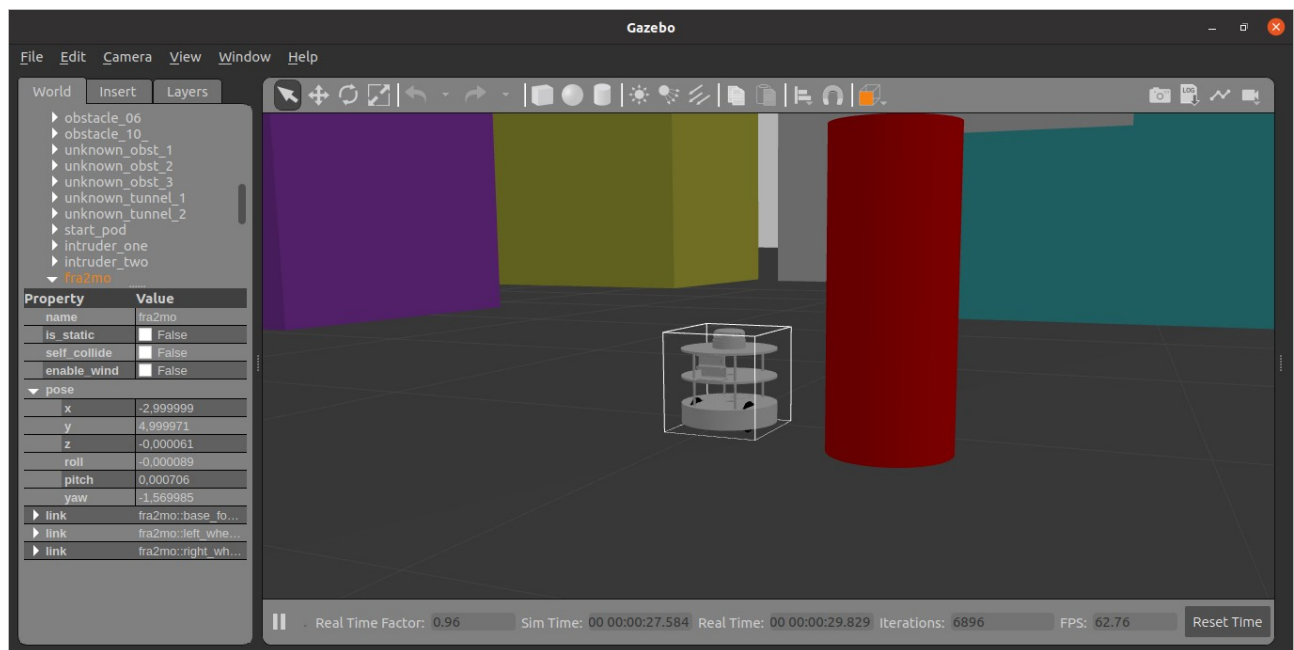 Gazebo
File Edit Camera View Window Help
World Insert Layers
LOG
obstacle_06
obstacle_10_
unknown_obst_1
unknown_obst_2
unknown_obst_3
unknown_tunnel_1
unknown_tunnel_2
start_pod
intruder_one
intruder_two
fra2mo
Property Value
name fra2mo
is_static False
self_collide False
enable_wind False
pose
x -2,999999
y 4,999971
z -0,000061
roll -0,000089
pitch 0,000706
yaw -1,569985
link fra2mo::base_fo...
link fra2mo::left_whe...
link fra2mo::right_wh...
Real Time Factor: 0.96 Sim Time: 00 00:00:27.584 Real Time: 00 00:00:29.829 Iterations: 6896 FPS: 62.76 Reset Time